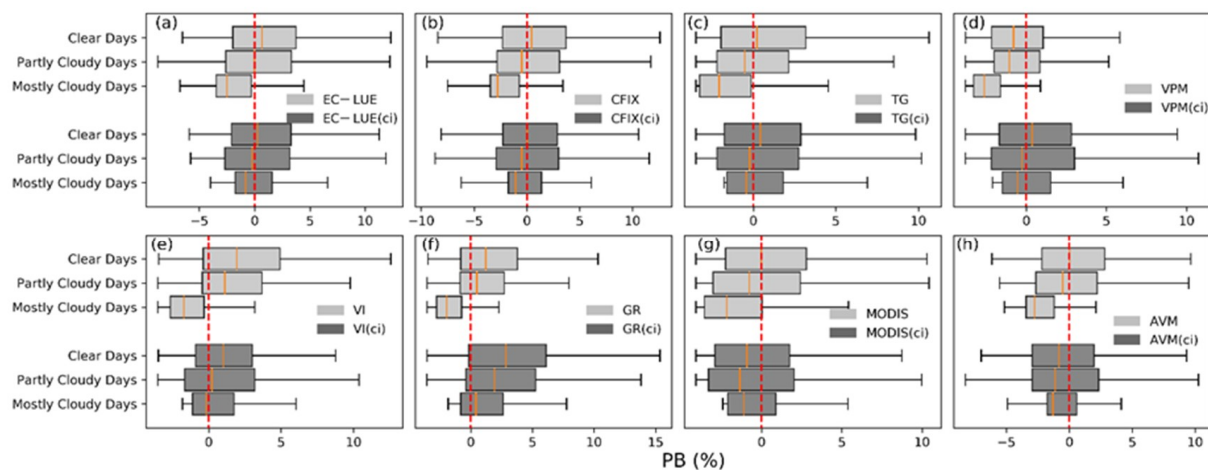 (a) (b) (c) (d)
Clear Days
Partly Cloudy Days
Mostly Cloudy Days
EC−LUE CFIX TG VPM
EC−LUE(ci) CFIX(ci) TG(ci) VPM(ci)
Clear Days
Partly Cloudy Days
Mostly Cloudy Days
−5 0 5 10 −10 −5 0 5 10 0 5 10 0 5 10
(e) (f) (g) (h)
Clear Days
Partly Cloudy Days
Mostly Cloudy Days
VI GR MODIS AVM
VI(ci) GR(ci) MODIS(ci) AVM(ci)
Clear Days
Partly Cloudy Days
Mostly Cloudy Days
0 5 10 0 5 10 15 0 5 10 −5 0 5 10
PB (%)